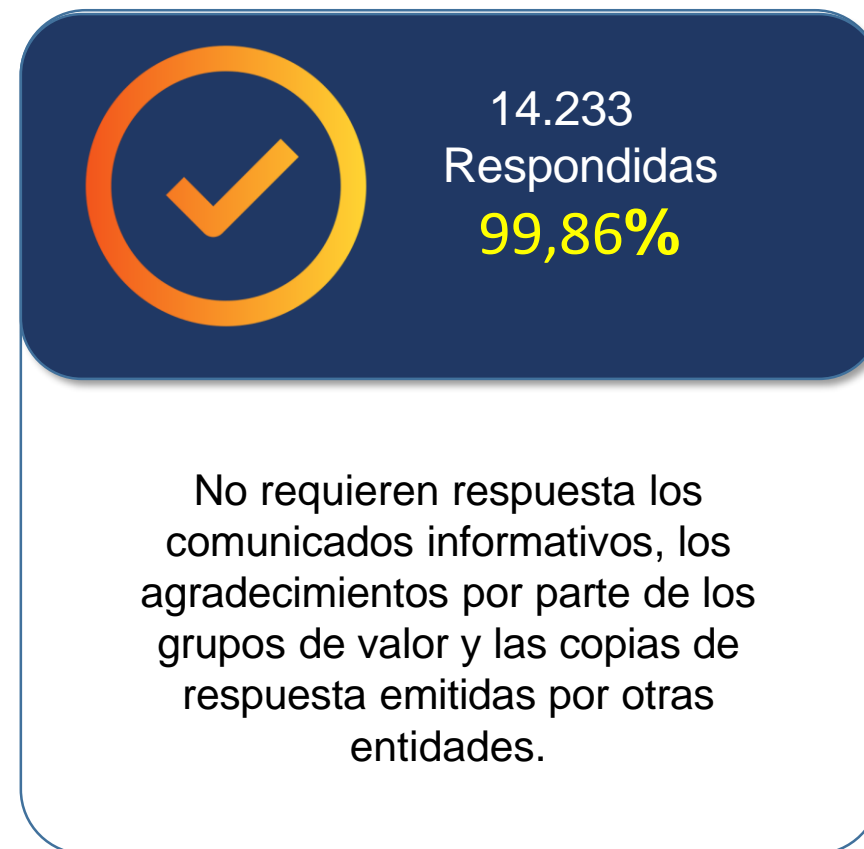 14.233
Respondidas
99,86%
No requieren respuesta los
comunicados informativos, los
agradecimientos por parte de los
grupos de valor y las copias de
respuesta emitidas por otras
entidades.